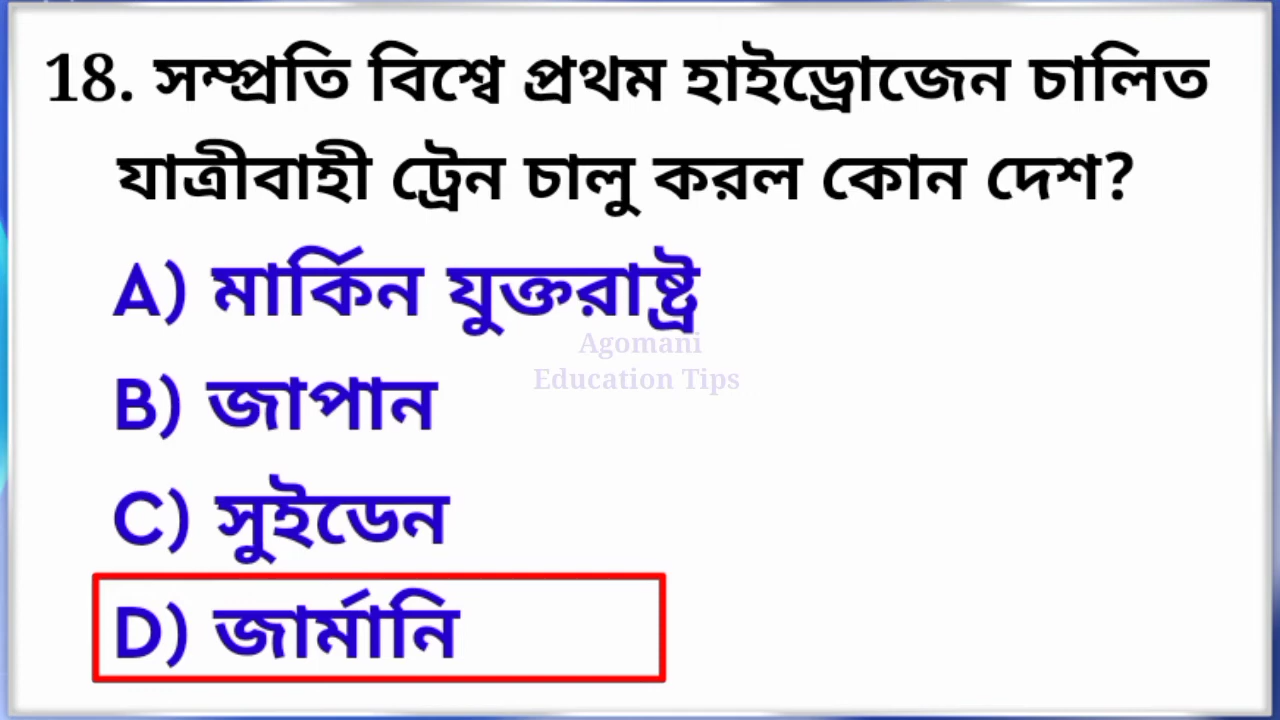 18. সম্প্রতি বিশ্বে প্রথম হাইড্রোজেন চালিত
যাত্রীবাহী ট্রেন চালু করল কোন দেশ?
A) মার্কিন যুক্তরাষ্ট্র
Agomani
Education Tips
B) জাপান
C) সুইডেন
D) জার্মানি